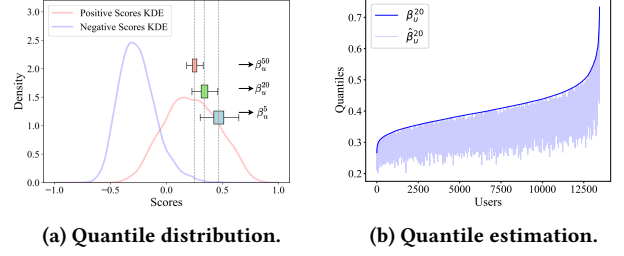 Positive Scores KDE
Negative Scores KDE
3.0
2.5
2.0
1.5
1.0
0.5
0.0
Density
β_u^50
β_u^20
β_u^5
−1.0
−0.5
0.0
0.5
1.0
Scores
(a) Quantile distribution.
β_u^20
β̂_u^20
0.7
0.6
0.5
0.4
0.3
0.2
Quantiles
0
2500
5000
7500
10000
12500
Users
(b) Quantile estimation.